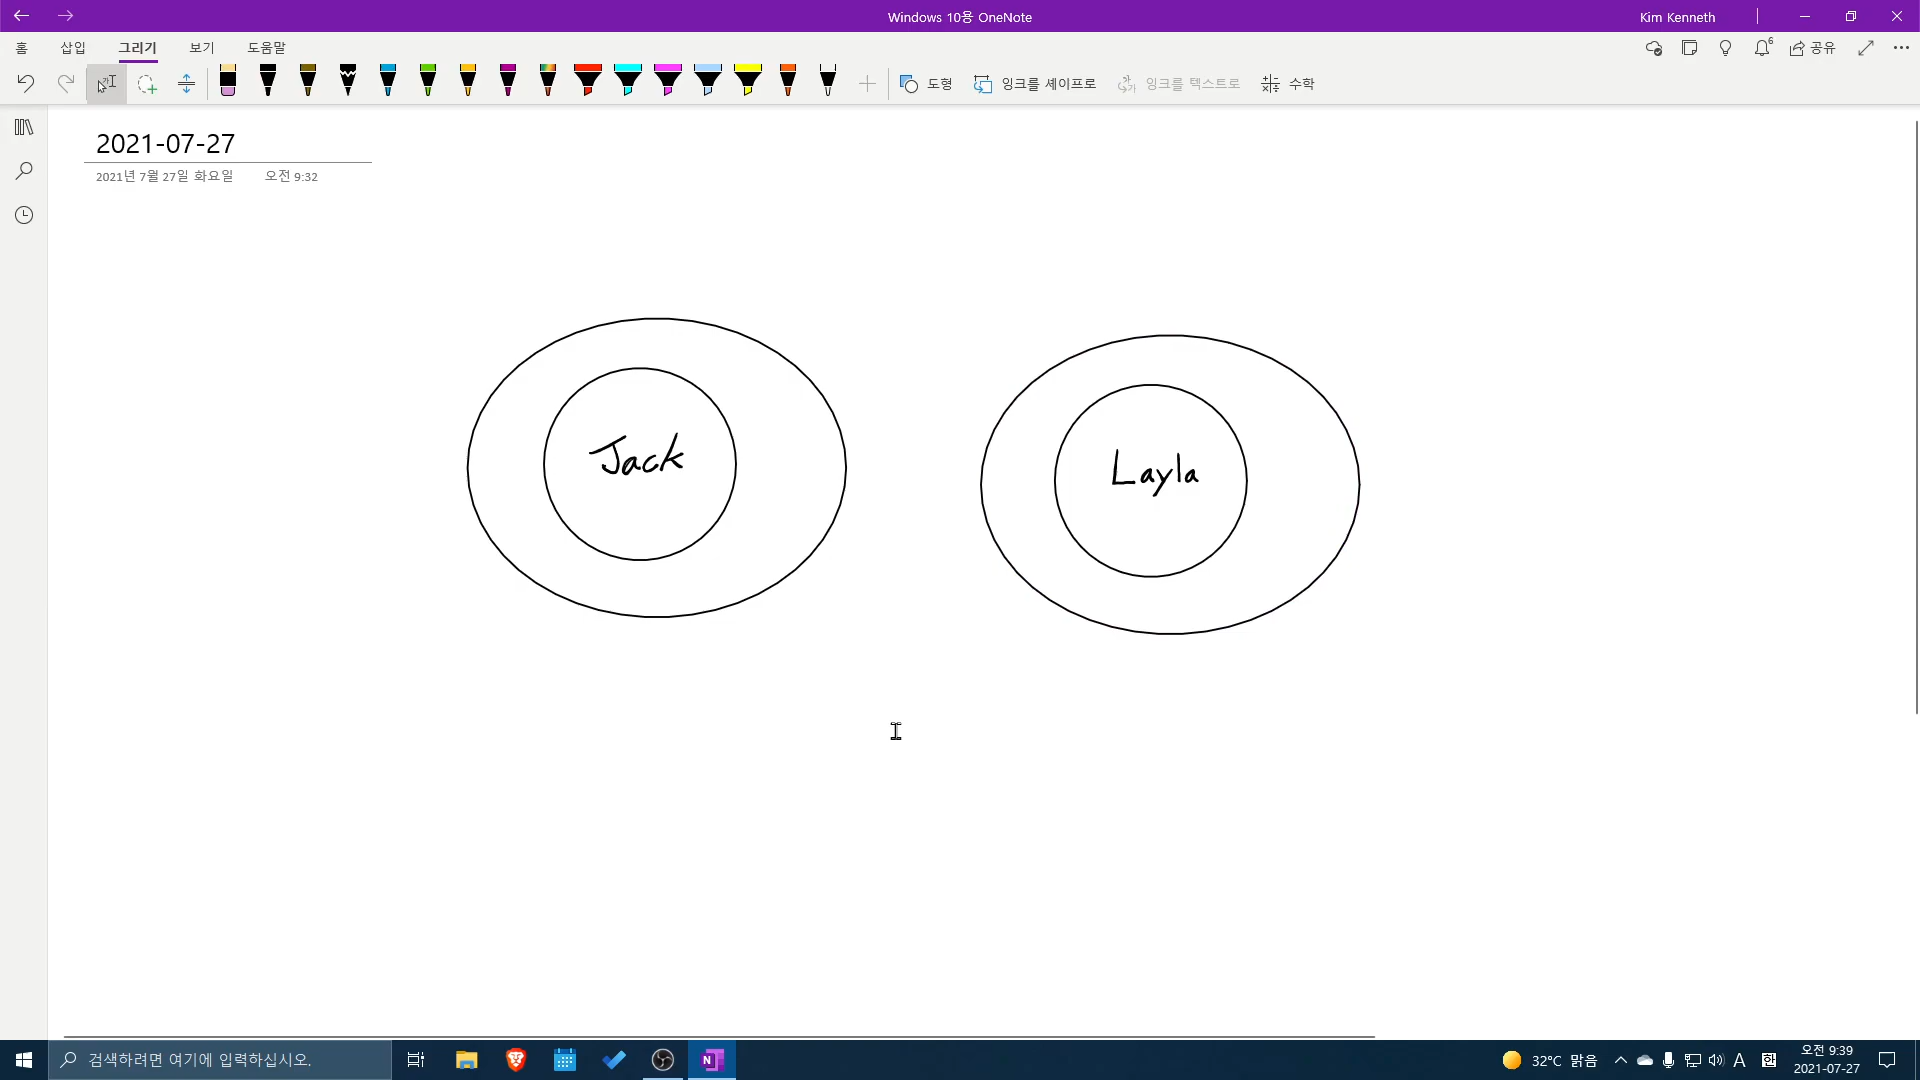 Windows 10용 OneNote
Kim Kenneth
홈 삽입 그리기 보기 도움말
6
공유
도형 잉크를 셰이프로 잉크를 텍스트로 수학
2021-07-27
2021년 7월 27일 화요일 오전 9:32
Jack
Layla
검색하려면 여기에 입력하십시오.
N
32°C 맑음
A
한
오전 9:39
2021-07-27